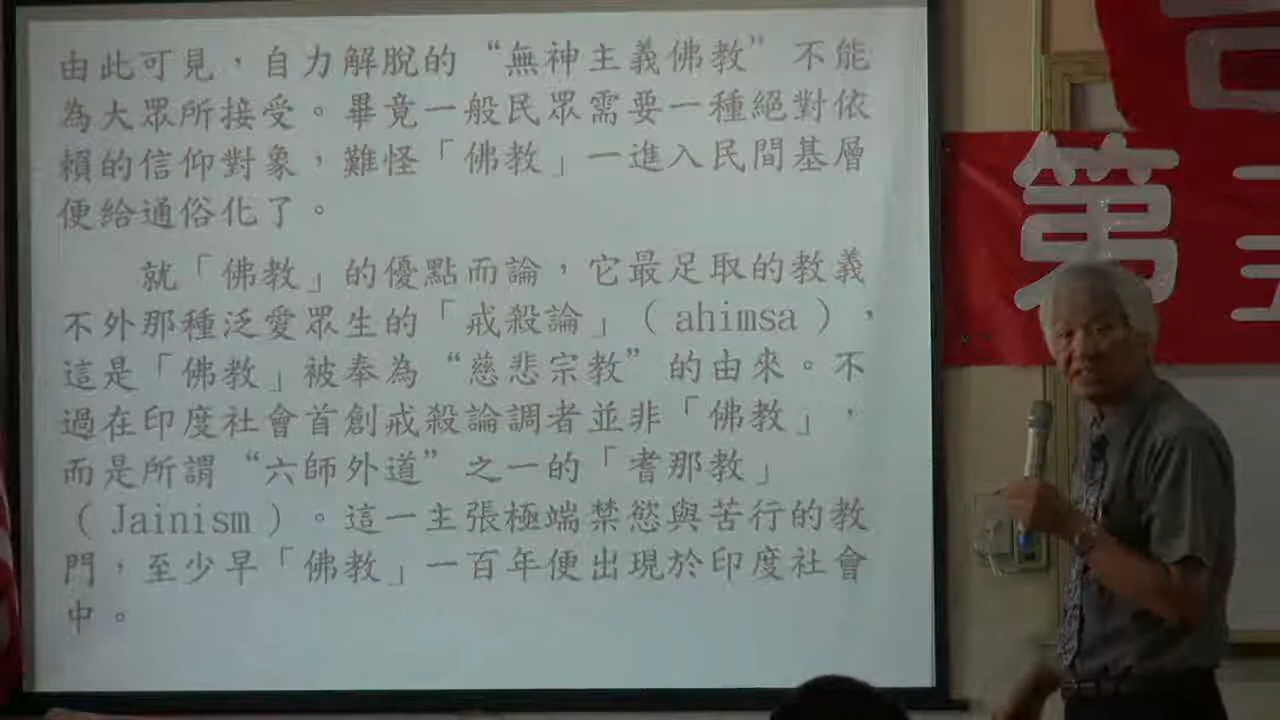 由此可見，自力解脫的“無神主義佛教”不能
為大眾所接受。畢竟一般民眾需要一種絕對依
賴的信仰對象，難怪「佛教」一進入民間基層
便給通俗化了。
就「佛教」的優點而論，它最足取的教義
不外那種泛愛眾生的「戒殺論」（ahimsa），
這是「佛教」被奉為“慈悲宗教”的由來。不
過在印度社會首創戒殺論調者並非「佛教」，
而是所謂“六師外道”之一的「耆那教」
（Jainism）。這一主張極端禁慾與苦行的教
門，至少早「佛教」一百年便出現於印度社會
中。
第